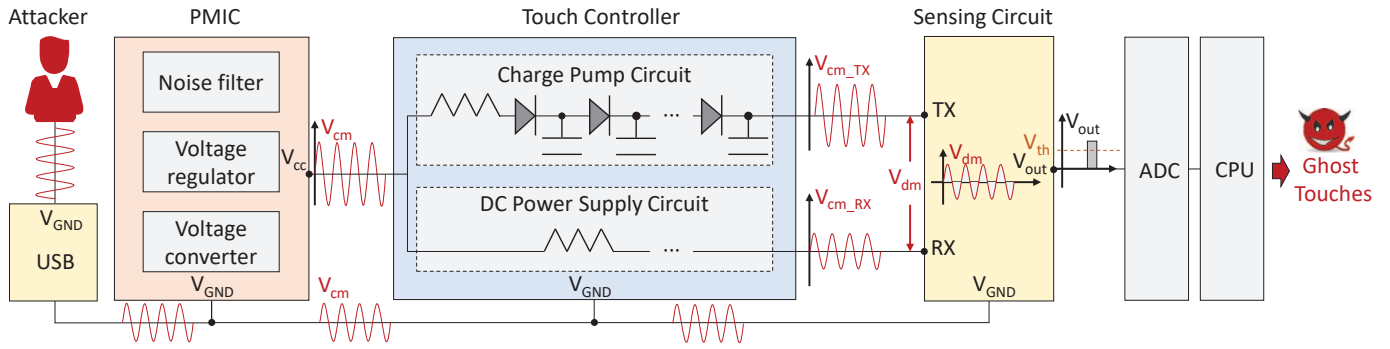 Attacker
PMIC
Touch Controller
Sensing Circuit
Noise filter
Voltage
regulator
Voltage
converter
V_GND
USB
V_GND
V_cc
V_cm
V_cm
Charge Pump Circuit
...
DC Power Supply Circuit
...
V_GND
V_cm_TX
V_cm_RX
V_dm
TX
V_dm
RX
V_GND
V_out
V_out
V_th
ADC
CPU
Ghost
Touches